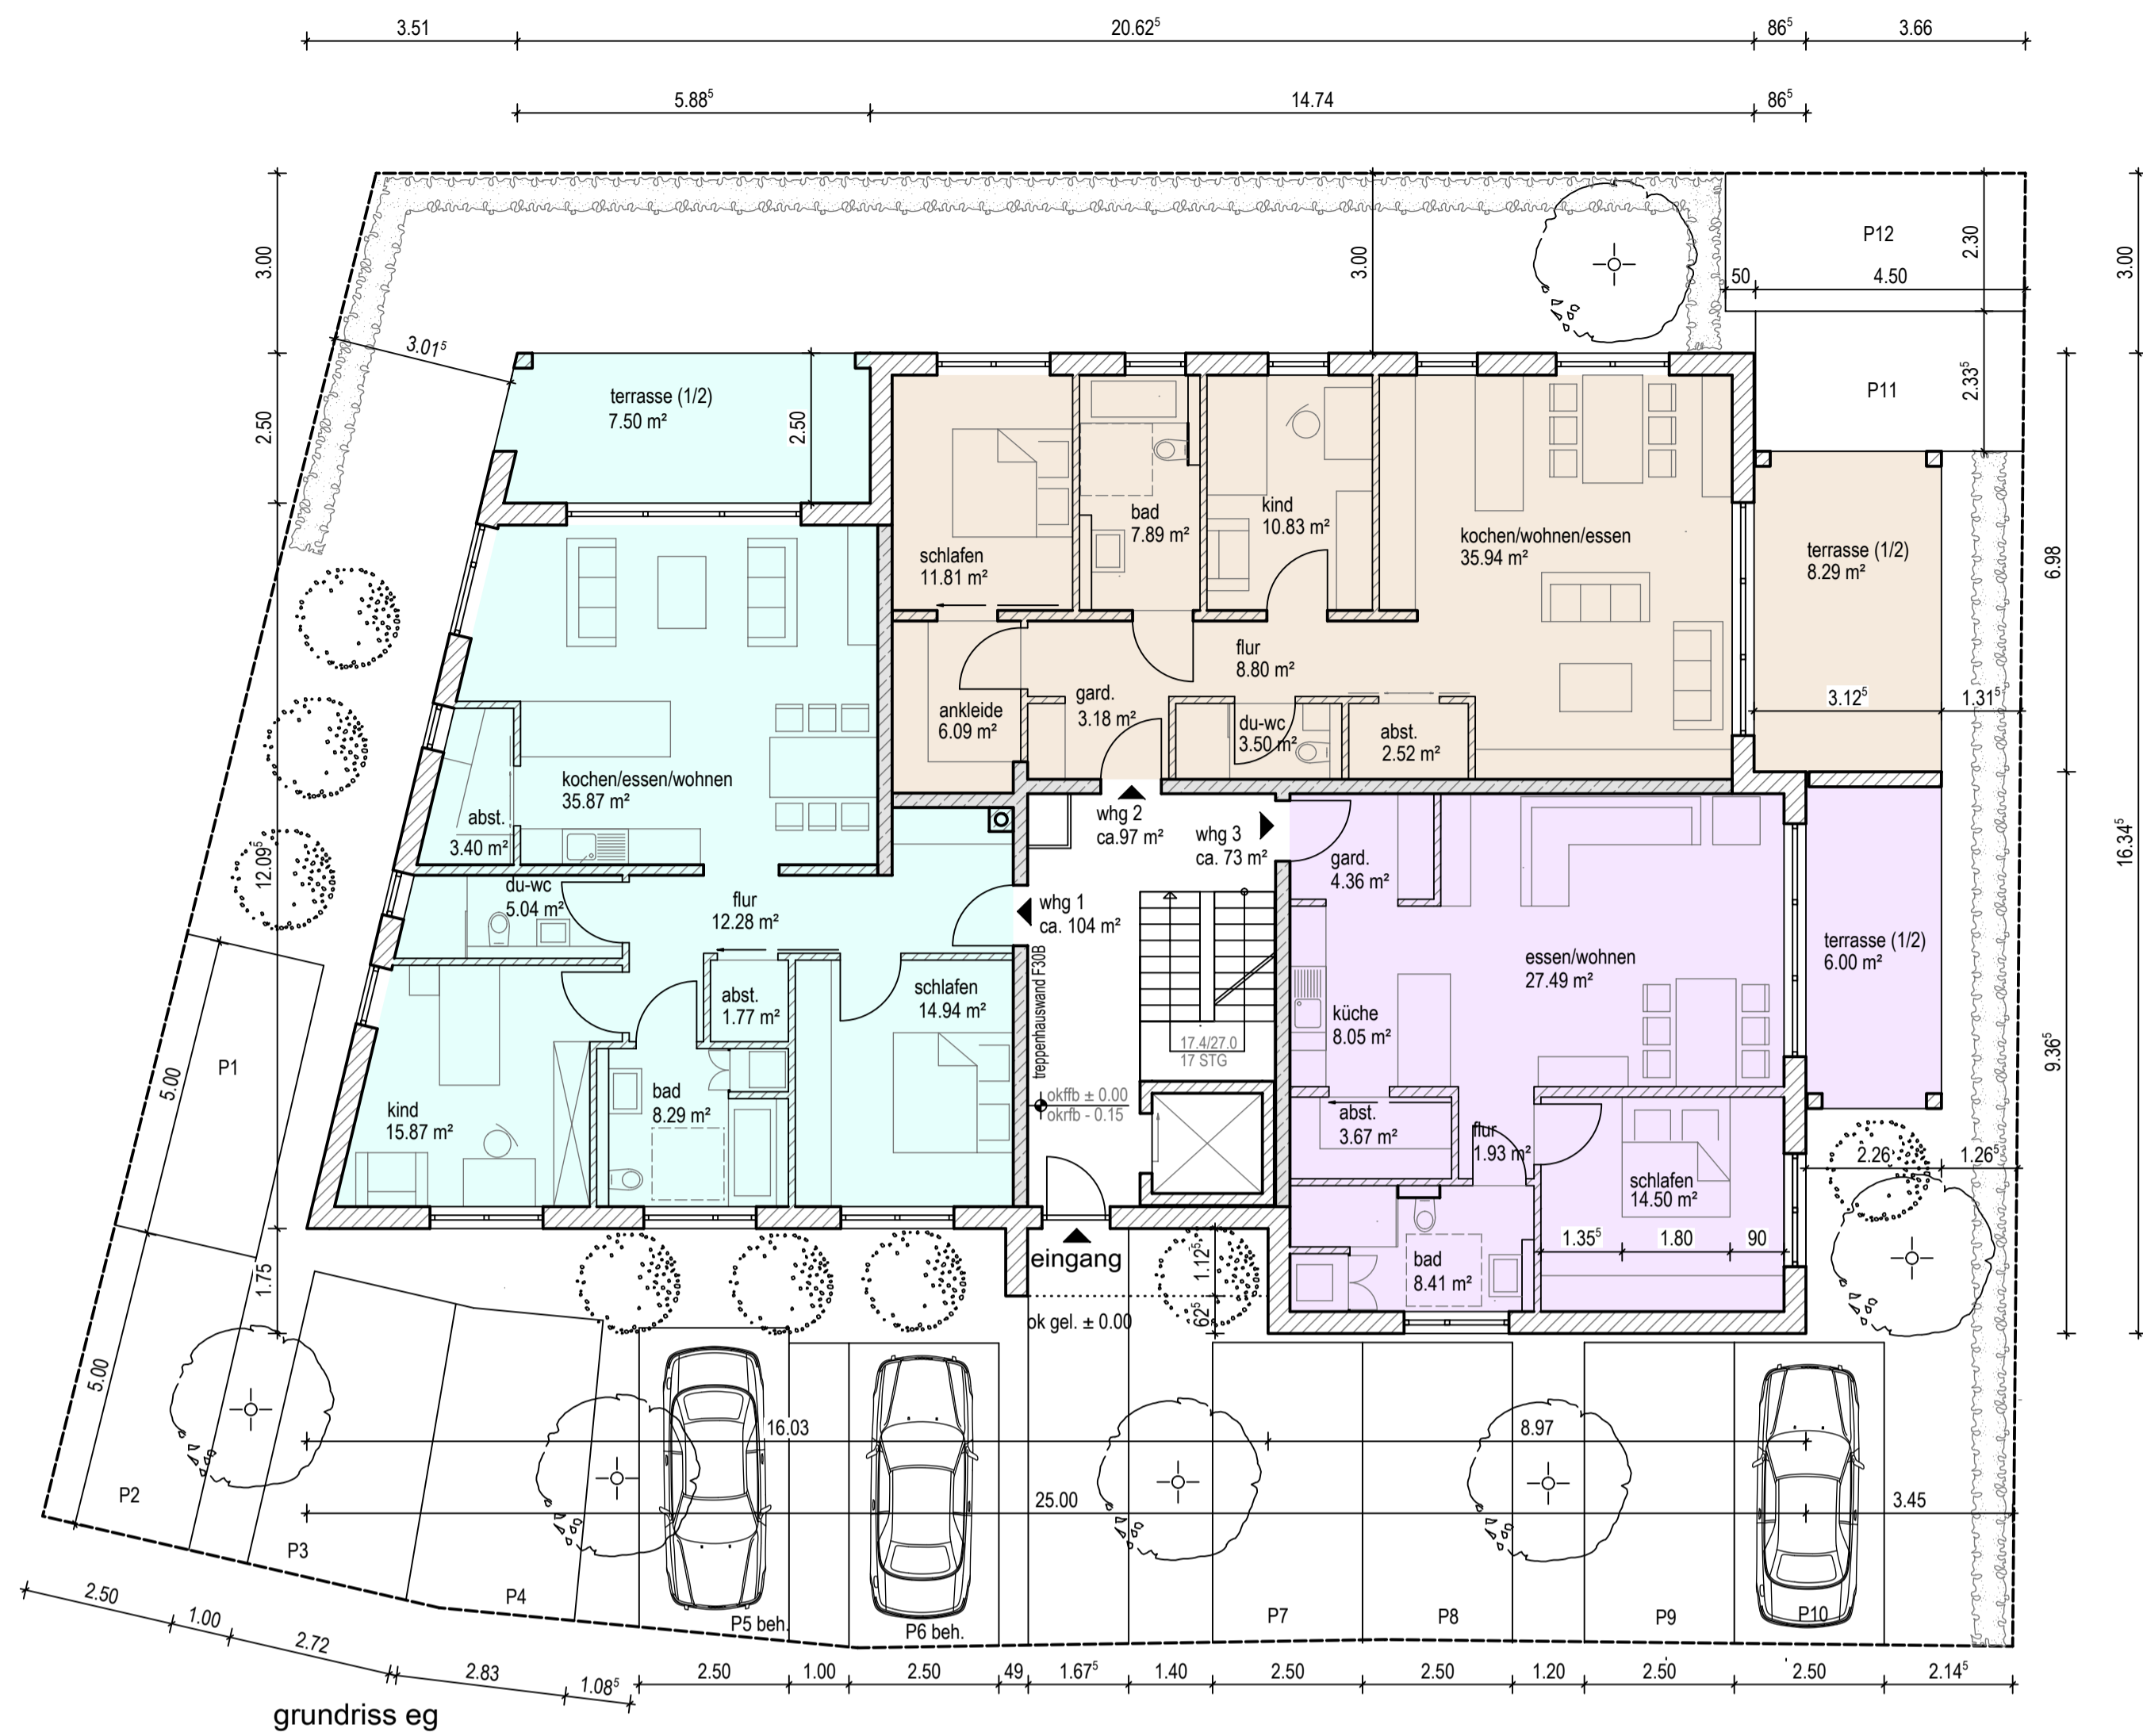 3.51
20.62⁵
86⁵
3.66
5.88⁵
14.74
86⁵
3.00
3.01⁵
3.00
P12
2.30
3.00
50
4.50
2.50
terrasse (1/2)
7.50 m²
2.50
P11
2.33⁵
schlafen
11.81 m²
bad
7.89 m²
kind
10.83 m²
kochen/wohnen/essen
35.94 m²
terrasse (1/2)
8.29 m²
6.98
flur
8.80 m²
ankleide
6.09 m²
gard.
3.18 m²
du-wc
3.50 m²
abst.
2.52 m²
3.12⁵
1.31⁵
kochen/essen/wohnen
35.87 m²
abst.
3.40 m²
12.09⁵
whg 2
ca.97 m²
whg 3
ca. 73 m²
16.34⁵
gard.
4.36 m²
du-wc
5.04 m²
flur
12.28 m²
whg 1
ca. 104 m²
essen/wohnen
27.49 m²
terrasse (1/2)
6.00 m²
treppenhauswand F30B
abst.
1.77 m²
schlafen
14.94 m²
küche
8.05 m²
17.4/27.0
17 STG
9.36⁵
P1
5.00
kind
15.87 m²
bad
8.29 m²
okffb ± 0.00
okrfb - 0.15
abst.
3.67 m²
flur
1.93 m²
schlafen
14.50 m²
2.26
1.26⁵
1.35⁵
1.80
90
1.75
eingang
1.12⁵
bad
8.41 m²
ok gel. ± 0.00
62⁵
5.00
16.03
8.97
P2
25.00
3.45
P3
P4
P5 beh.
P6 beh.
P7
P8
P9
P10
2.50
1.00
2.72
2.83
1.08⁵
2.50
1.00
2.50
49
1.67⁵
1.40
2.50
2.50
1.20
2.50
2.50
2.14⁵
grundriss eg